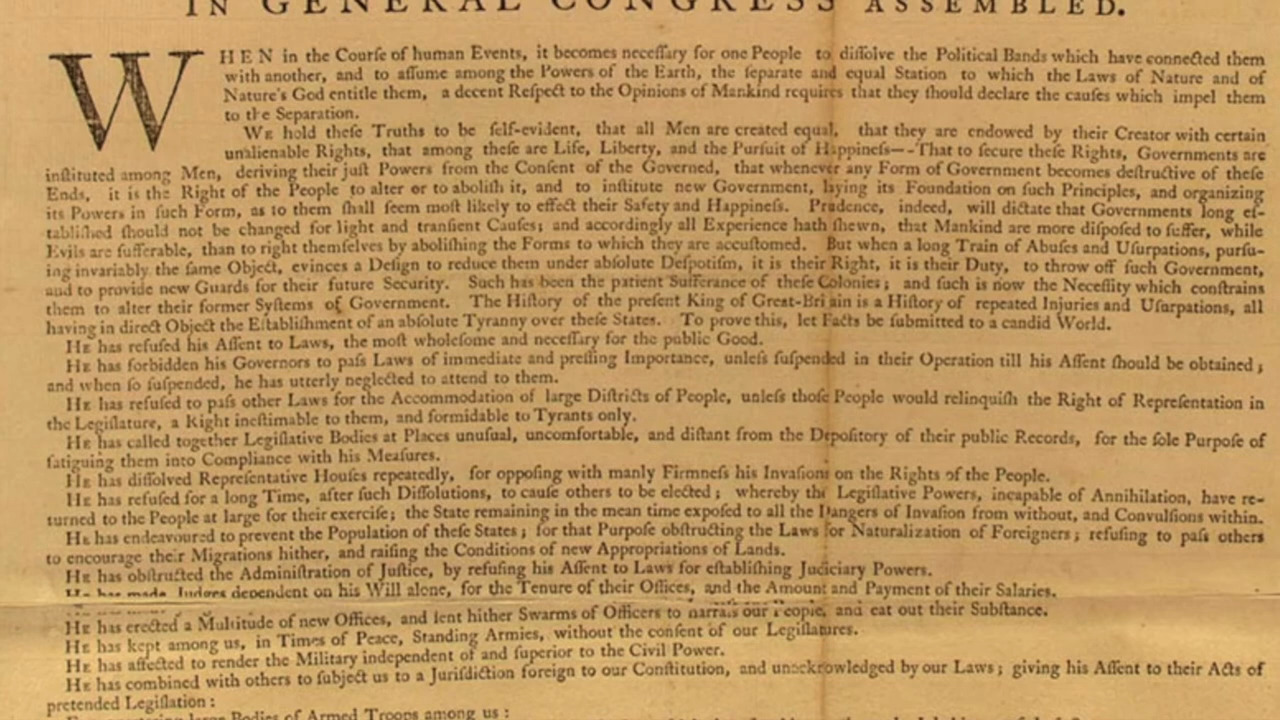 IN GENERAL CONGRESS ASSEMBLED.
WHEN in the Courſe of human Events, it becomes neceſſary for one People to diſſolve the Political Bands which have connected them
with another, and to aſſume among the Powers of the Earth, the ſeparate and equal Station to which the Laws of Nature and of
Nature's God entitle them, a decent Reſpect to the Opinions of Mankind requires that they ſhould declare the cauſes which impel them
to the Separation.
WE hold theſe Truths to be ſelf-evident, that all Men are created equal, that they are endowed by their Creator with certain
unalienable Rights, that among theſe are Life, Liberty, and the Purſuit of Happineſs--That to ſecure theſe Rights, Governments are
inſtituted among Men, deriving their juſt Powers from the Conſent of the Governed, that whenever any Form of Government becomes deſtructive of theſe
Ends, it is the Right of the People to alter or to aboliſh it, and to inſtitute new Government, laying its Foundation on ſuch Principles, and organizing
its Powers in ſuch Form, as to them ſhall ſeem moſt likely to effect their Safety and Happineſs. Prudence, indeed, will dictate that Governments long eſ-
tabliſhed ſhould not be changed for light and tranſient Cauſes; and accordingly all Experience hath ſhewn, that Mankind are more diſpoſed to ſuffer, while
Evils are ſufferable, than to right themſelves by aboliſhing the Forms to which they are accuſtomed. But when a long Train of Abuſes and Uſurpations, purſu-
ing invariably the ſame Object, evinces a Deſign to reduce them under abſolute Deſpotiſm, it is their Right, it is their Duty, to throw off ſuch Government,
and to provide new Guards for their future Security. Such has been the patient Sufferance of theſe Colonies; and ſuch is now the Neceſſity which conſtrains
them to alter their former Syſtems of Government. The Hiſtory of the preſent King of Great-Britain is a Hiſtory of repeated Injuries and Uſurpations, all
having in direct Object the Eſtabliſhment of an abſolute Tyranny over theſe States. To prove this, let Facts be ſubmitted to a candid World.
HE has refuſed his Aſſent to Laws, the moſt wholeſome and neceſſary for the public Good.
HE has forbidden his Governors to paſs Laws of immediate and preſſing Importance, unleſs ſuſpended in their Operation till his Aſſent ſhould be obtained;
and when ſo ſuſpended, he has utterly neglected to attend to them.
HE has refuſed to paſs other Laws for the Accommodation of large Diſtricts of People, unleſs thoſe People would relinquiſh the Right of Repreſentation in
the Legiſlature, a Right ineſtimable to them, and formidable to Tyrants only.
HE has called together Legiſlative Bodies at Places unuſual, uncomfortable, and diſtant from the Depoſitory of their public Records, for the ſole Purpoſe of
fatiguing them into Compliance with his Meaſures.
HE has diſſolved Repreſentative Houſes repeatedly, for oppoſing with manly Firmneſs his Invaſions on the Rights of the People.
HE has refuſed for a long Time, after ſuch Diſſolutions, to cauſe others to be elected; whereby the Legiſlative Powers, incapable of Annihilation, have re-
turned to the People at large for their exerciſe; the State remaining in the mean time expoſed to all the Dangers of Invaſion from without, and Convulſions within.
HE has endeavoured to prevent the Population of theſe States; for that Purpoſe obſtructing the Laws for Naturalization of Foreigners; refuſing to paſs others
to encourage their Migrations hither, and raiſing the Conditions of new Appropriations of Lands.
HE has obſtructed the Adminiſtration of Juſtice, by refuſing his Aſſent to Laws for eſtabliſhing Judiciary Powers.
HE has made Judges dependent on his Will alone, for the Tenure of their Offices, and the Amount and Payment of their Salaries.
HE has erected a Multitude of new Offices, and ſent hither Swarms of Officers to harraſs our People, and eat out their Subſtance.
HE has kept among us, in Times of Peace, Standing Armies, without the conſent of our Legiſlatures.
HE has affected to render the Military independent of and ſuperior to the Civil Power.
HE has combined with others to ſubject us to a Juriſdiction foreign to our Conſtitution, and unacknowledged by our Laws; giving his Aſſent to their Acts of
pretended Legiſlation:
large Bodies of Armed Troops among us: